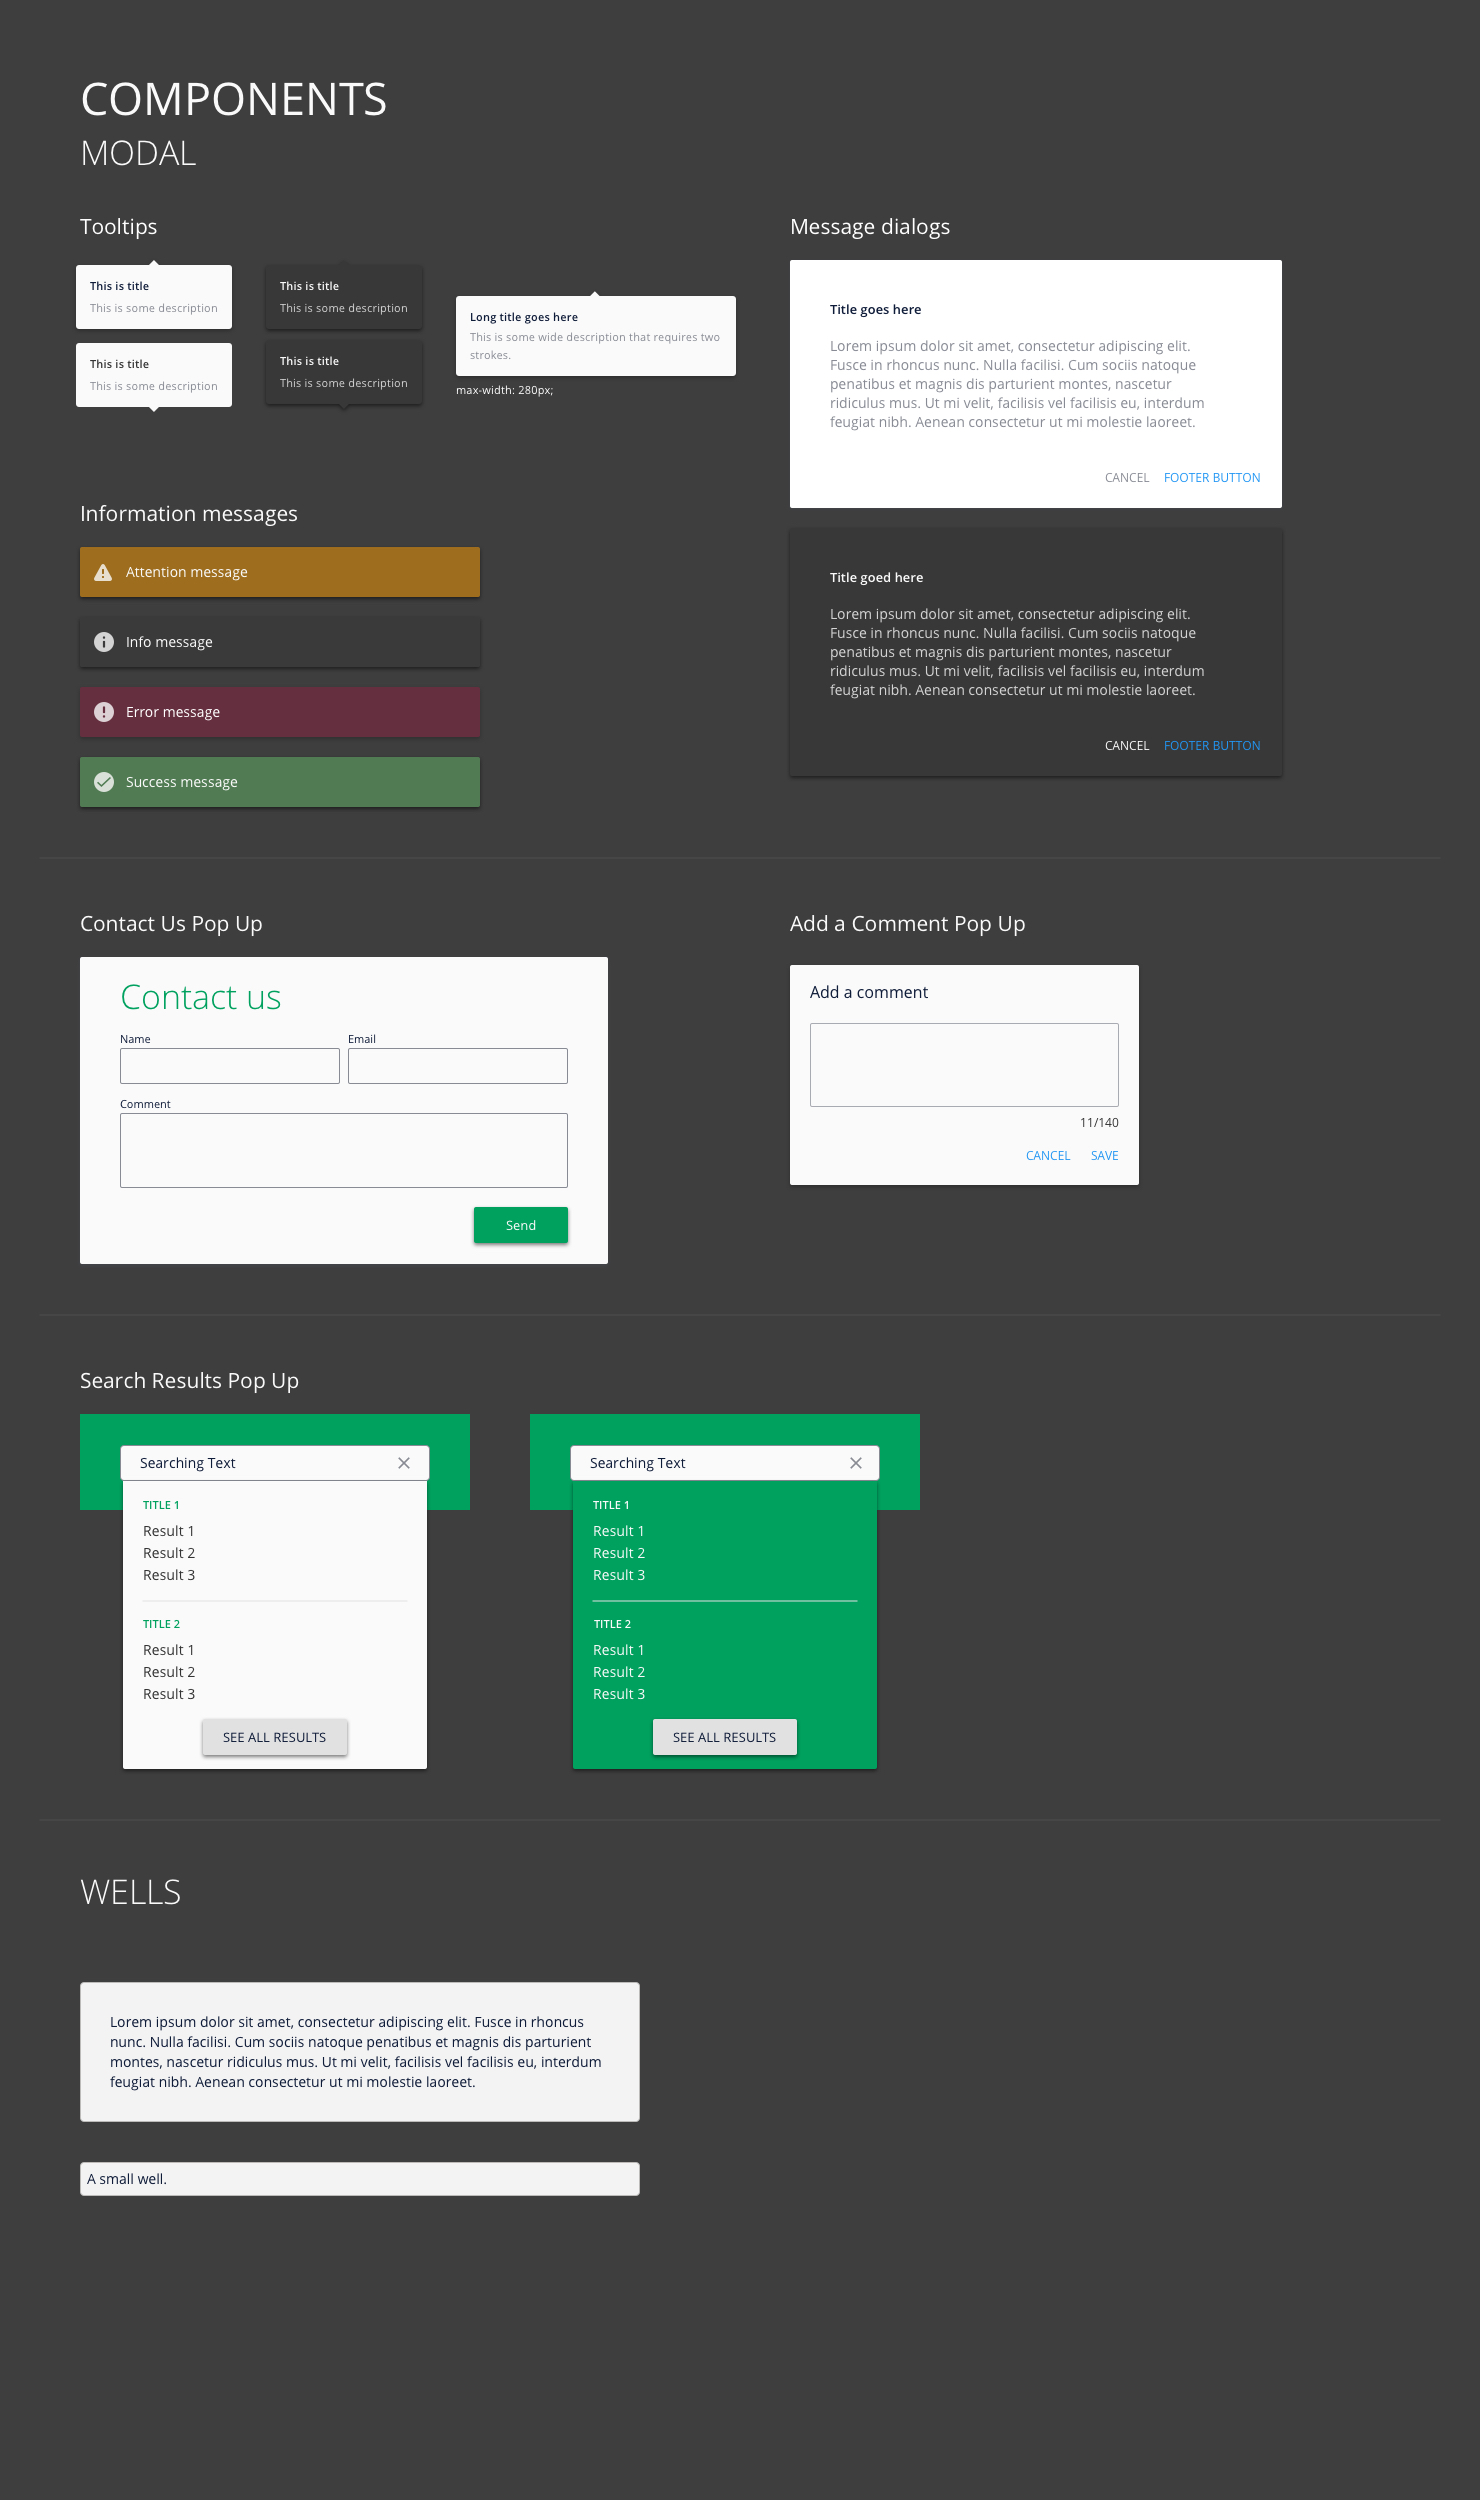 COMPONENTS
MODAL
Tooltips
This is title
This is some description
This is title
This is some description
This is title
This is some description
This is title
This is some description
Long title goes here
This is some wide description that requires two
strokes.
max-width: 280px;
Message dialogs
Title goes here
Lorem ipsum dolor sit amet, consectetur adipiscing elit.
Fusce in rhoncus nunc. Nulla facilisi. Cum sociis natoque
penatibus et magnis dis parturient montes, nascetur
ridiculus mus. Ut mi velit, facilisis vel facilisis eu, interdum
feugiat nibh. Aenean consectetur ut mi molestie laoreet.
CANCEL FOOTER BUTTON
Title goed here
Lorem ipsum dolor sit amet, consectetur adipiscing elit.
Fusce in rhoncus nunc. Nulla facilisi. Cum sociis natoque
penatibus et magnis dis parturient montes, nascetur
ridiculus mus. Ut mi velit, facilisis vel facilisis eu, interdum
feugiat nibh. Aenean consectetur ut mi molestie laoreet.
CANCEL FOOTER BUTTON
Information messages
Attention message
Info message
Error message
Success message
Contact Us Pop Up
Contact us
Name Email
Comment
Send
Add a Comment Pop Up
Add a comment
11/140
CANCEL SAVE
Search Results Pop Up
Searching Text
TITLE 1
Result 1
Result 2
Result 3
TITLE 2
Result 1
Result 2
Result 3
SEE ALL RESULTS
Searching Text
TITLE 1
Result 1
Result 2
Result 3
TITLE 2
Result 1
Result 2
Result 3
SEE ALL RESULTS
WELLS
Lorem ipsum dolor sit amet, consectetur adipiscing elit. Fusce in rhoncus
nunc. Nulla facilisi. Cum sociis natoque penatibus et magnis dis parturient
montes, nascetur ridiculus mus. Ut mi velit, facilisis vel facilisis eu, interdum
feugiat nibh. Aenean consectetur ut mi molestie laoreet.
A small well.